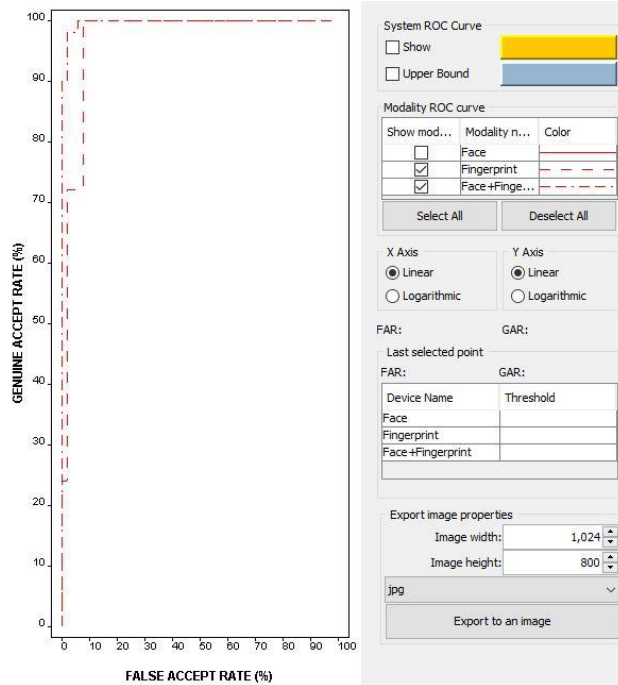 100
90
80
70
60
50
40
30
20
10
0
GENUINE ACCEPT RATE (%)
0 10 20 30 40 50 60 70 80 90 100
FALSE ACCEPT RATE (%)
System ROC Curve
Show
Upper Bound
Modality ROC curve
Show mod... Modality n... Color
Face
Fingerprint
Face+Finge...
Select All Deselect All
X Axis Y Axis
Linear Linear
Logarithmic Logarithmic
FAR: GAR:
Last selected point
FAR: GAR:
Device Name Threshold
Face
Fingerprint
Face+Fingerprint
Export image properties
Image width: 1,024
Image height: 800
jpg
Export to an image